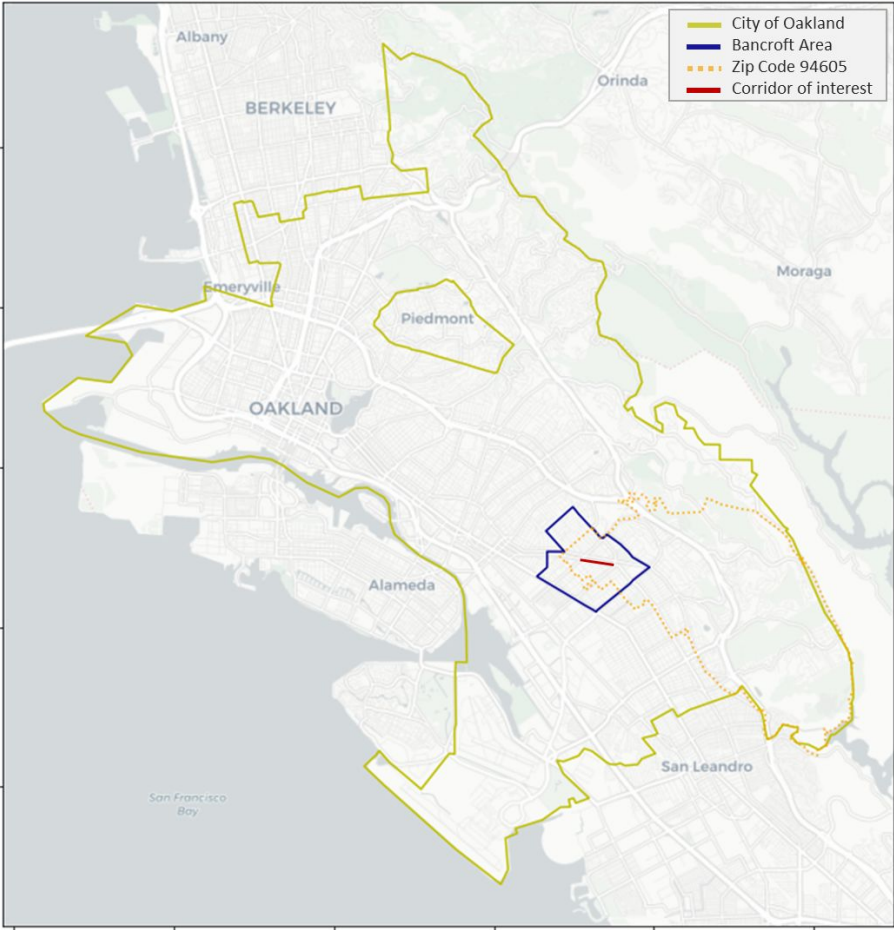 City of Oakland
Bancroft Area
Zip Code 94605
Corridor of interest
Albany
Orinda
BERKELEY
Moraga
Emeryville
Piedmont
OAKLAND
Alameda
San Leandro
San Francisco
Bay